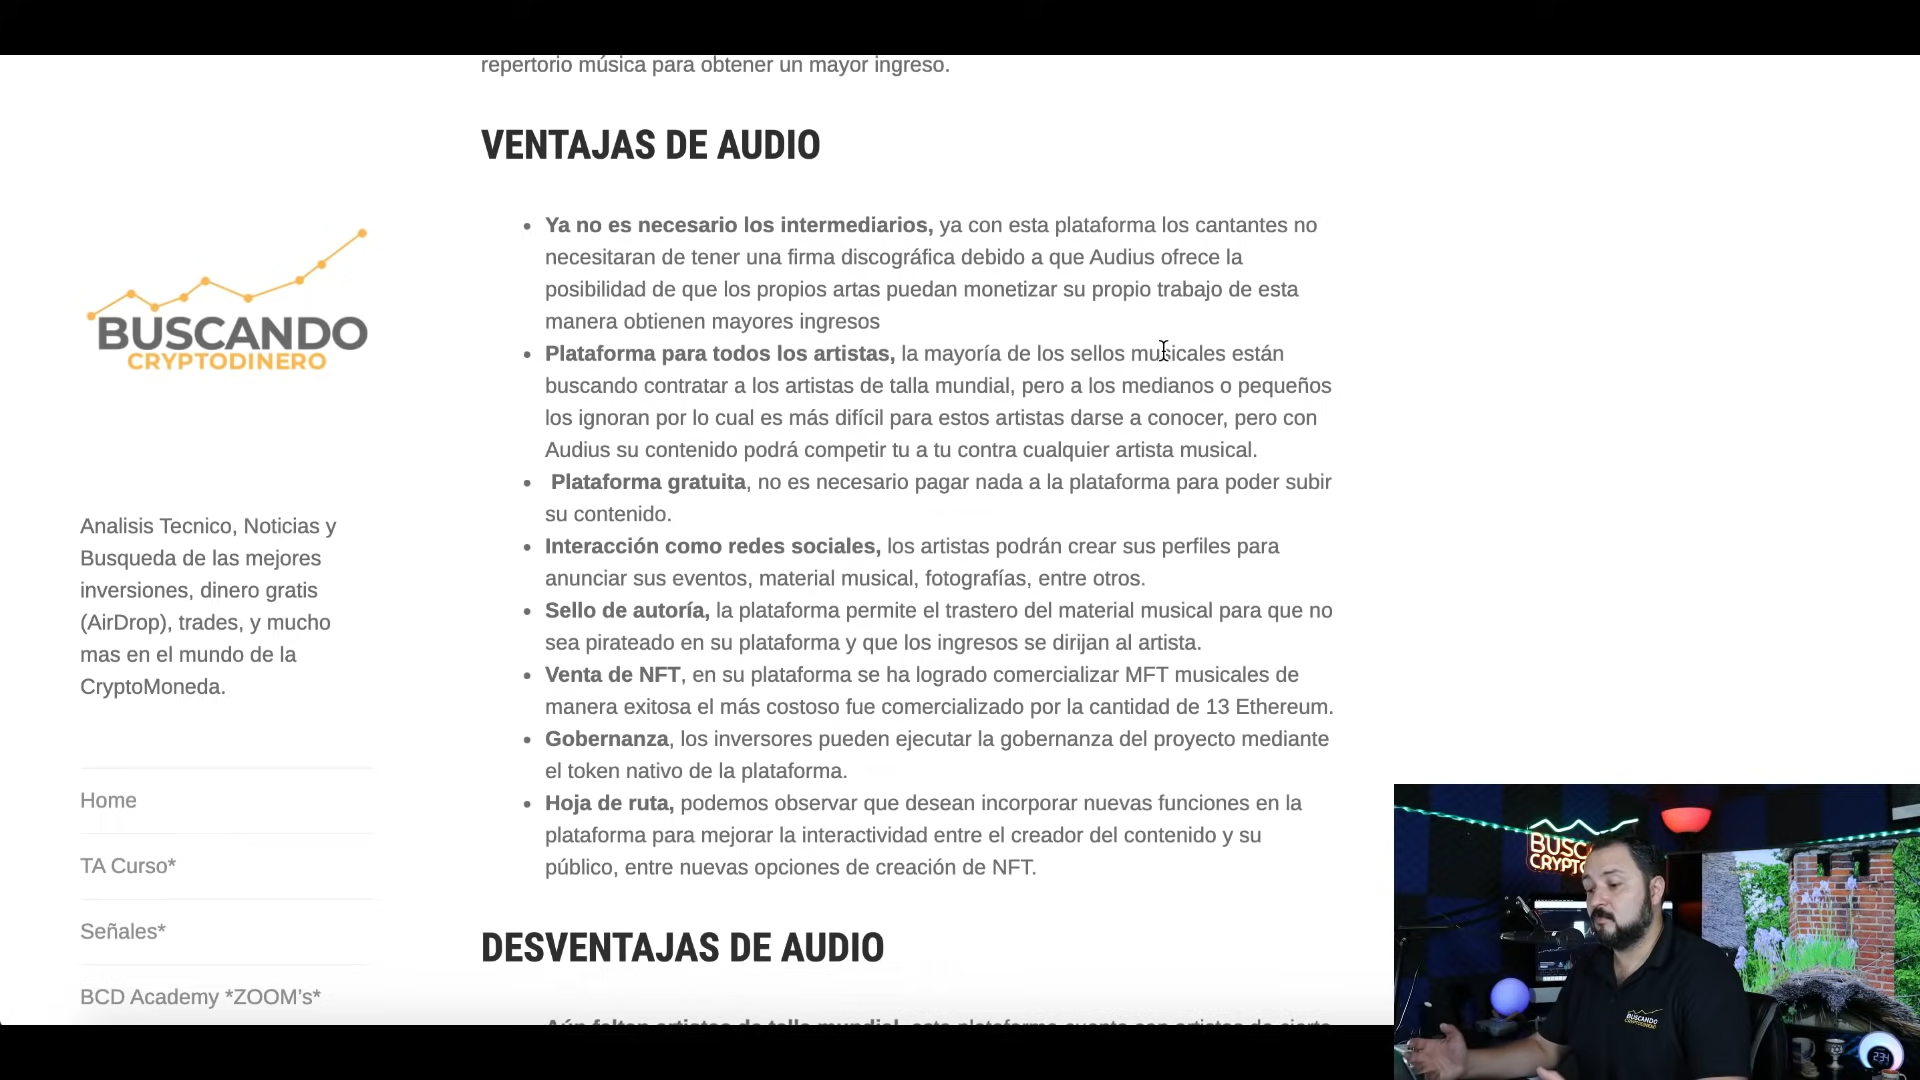 repertorio música para obtener un mayor ingreso.
VENTAJAS DE AUDIO
Ya no es necesario los intermediarios, ya con esta plataforma los cantantes no
necesitaran de tener una firma discográfica debido a que Audius ofrece la
posibilidad de que los propios artas puedan monetizar su propio trabajo de esta
manera obtienen mayores ingresos
Plataforma para todos los artistas, la mayoría de los sellos musicales están
buscando contratar a los artistas de talla mundial, pero a los medianos o pequeños
los ignoran por lo cual es más difícil para estos artistas darse a conocer, pero con
Audius su contenido podrá competir tu a tu contra cualquier artista musical.
Plataforma gratuita, no es necesario pagar nada a la plataforma para poder subir
su contenido.
Interacción como redes sociales, los artistas podrán crear sus perfiles para
anunciar sus eventos, material musical, fotografías, entre otros.
Sello de autoría, la plataforma permite el trastero del material musical para que no
sea pirateado en su plataforma y que los ingresos se dirijan al artista.
Venta de NFT, en su plataforma se ha logrado comercializar MFT musicales de
manera exitosa el más costoso fue comercializado por la cantidad de 13 Ethereum.
Gobernanza, los inversores pueden ejecutar la gobernanza del proyecto mediante
el token nativo de la plataforma.
Hoja de ruta, podemos observar que desean incorporar nuevas funciones en la
plataforma para mejorar la interactividad entre el creador del contenido y su
público, entre nuevas opciones de creación de NFT.
DESVENTAJAS DE AUDIO
BUSCANDO
CRYPTODINERO
Analisis Tecnico, Noticias y
Busqueda de las mejores
inversiones, dinero gratis
(AirDrop), trades, y mucho
mas en el mundo de la
CryptoMoneda.
Home
TA Curso*
Señales*
BCD Academy *ZOOM's*
BUSC
CRYPT
BUSCANDO
CRYPTODINERO
234